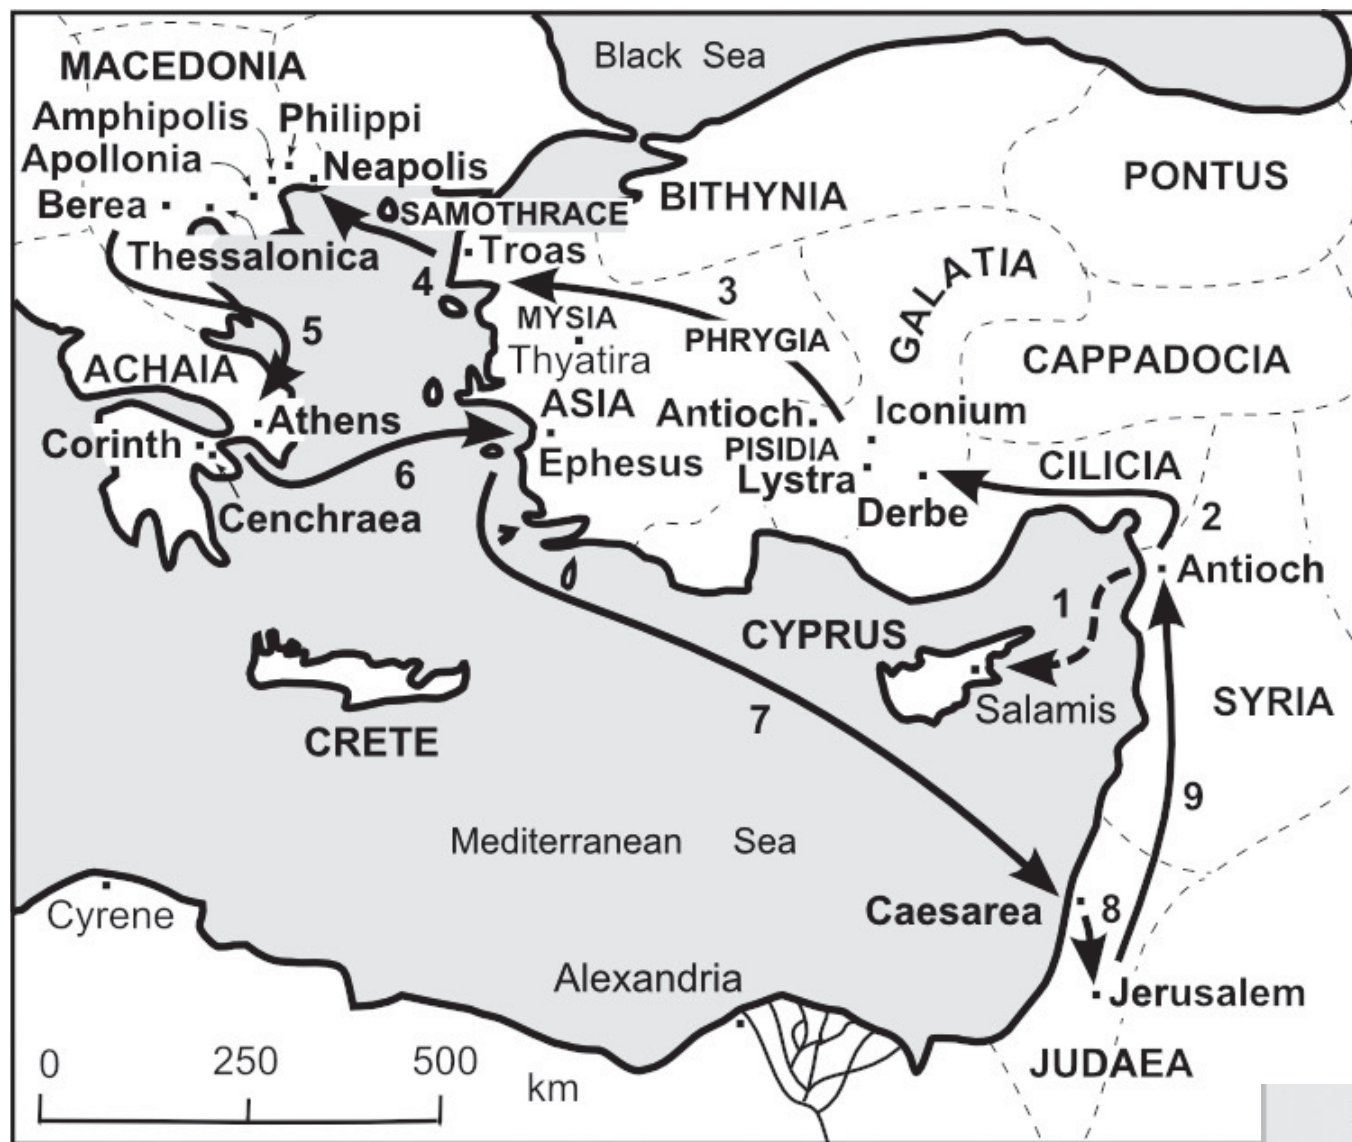 Black Sea
MACEDONIA
Amphipolis
Philippi
Apollonia
Neapolis
Berea
SAMOTHRACE
BITHYNIA
PONTUS
Thessalonica
Troas
GALATIA
4
3
5
MYSIA
PHRYGIA
Thyatira
CAPPADOCIA
ACHAIA
ASIA
Antioch
Iconium
Athens
Corinth
6
Ephesus
PISIDIA
Lystra
CILICIA
Cenchraea
Derbe
2
Antioch
1
CYPRUS
Salamis
SYRIA
CRETE
7
9
Mediterranean Sea
Cyrene
Caesarea
8
Alexandria
Jerusalem
JUDAEA
0 250 500
km